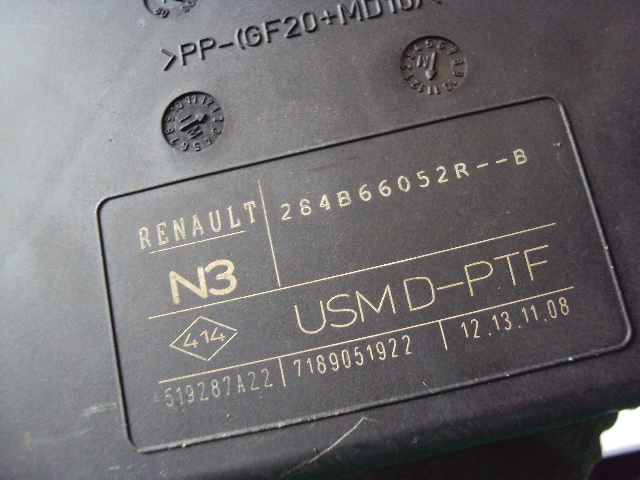 >PP-(GF20+MD10)<
RENAULT
284B66052R--B
N3
USM D-PTF
414
519287A22
7189051922
12.13.11.08